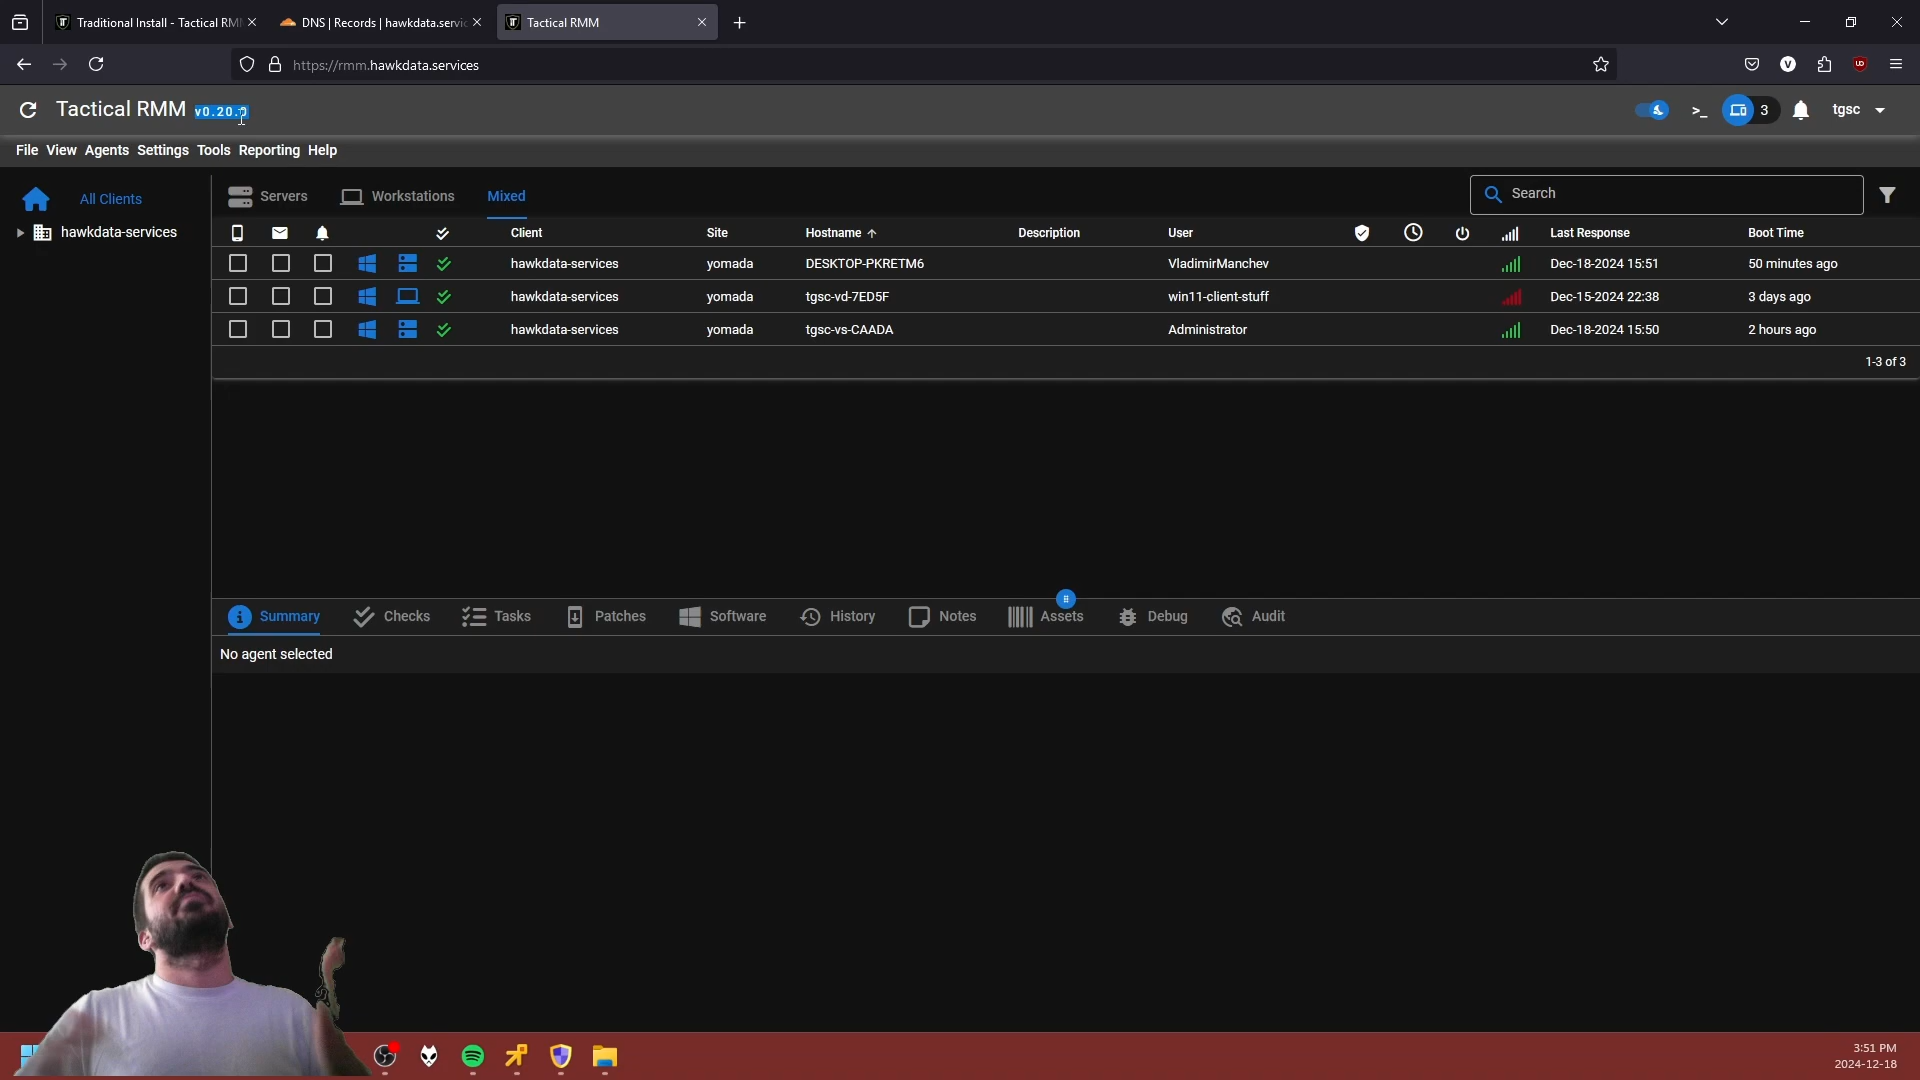 Traditional Install - Tactical RM
DNS | Records | hawkdata.servic
Tactical RMM
https://rmm.hawkdata.services
Tactical RMM v0.20.0
3
tgsc
File View Agents Settings Tools Reporting Help
All Clients
hawkdata-services
Servers Workstations Mixed
Search
Client Site Hostname Description User Last Response Boot Time
hawkdata-services yomada DESKTOP-PKRETM6 VladimirManchev Dec-18-2024 15:51 50 minutes ago
hawkdata-services yomada tgsc-vd-7ED5F win11-client-stuff Dec-15-2024 22:38 3 days ago
hawkdata-services yomada tgsc-vs-CAADA Administrator Dec-18-2024 15:50 2 hours ago
1-3 of 3
Summary Checks Tasks Patches Software History Notes Assets Debug Audit
No agent selected
3:51 PM
2024-12-18